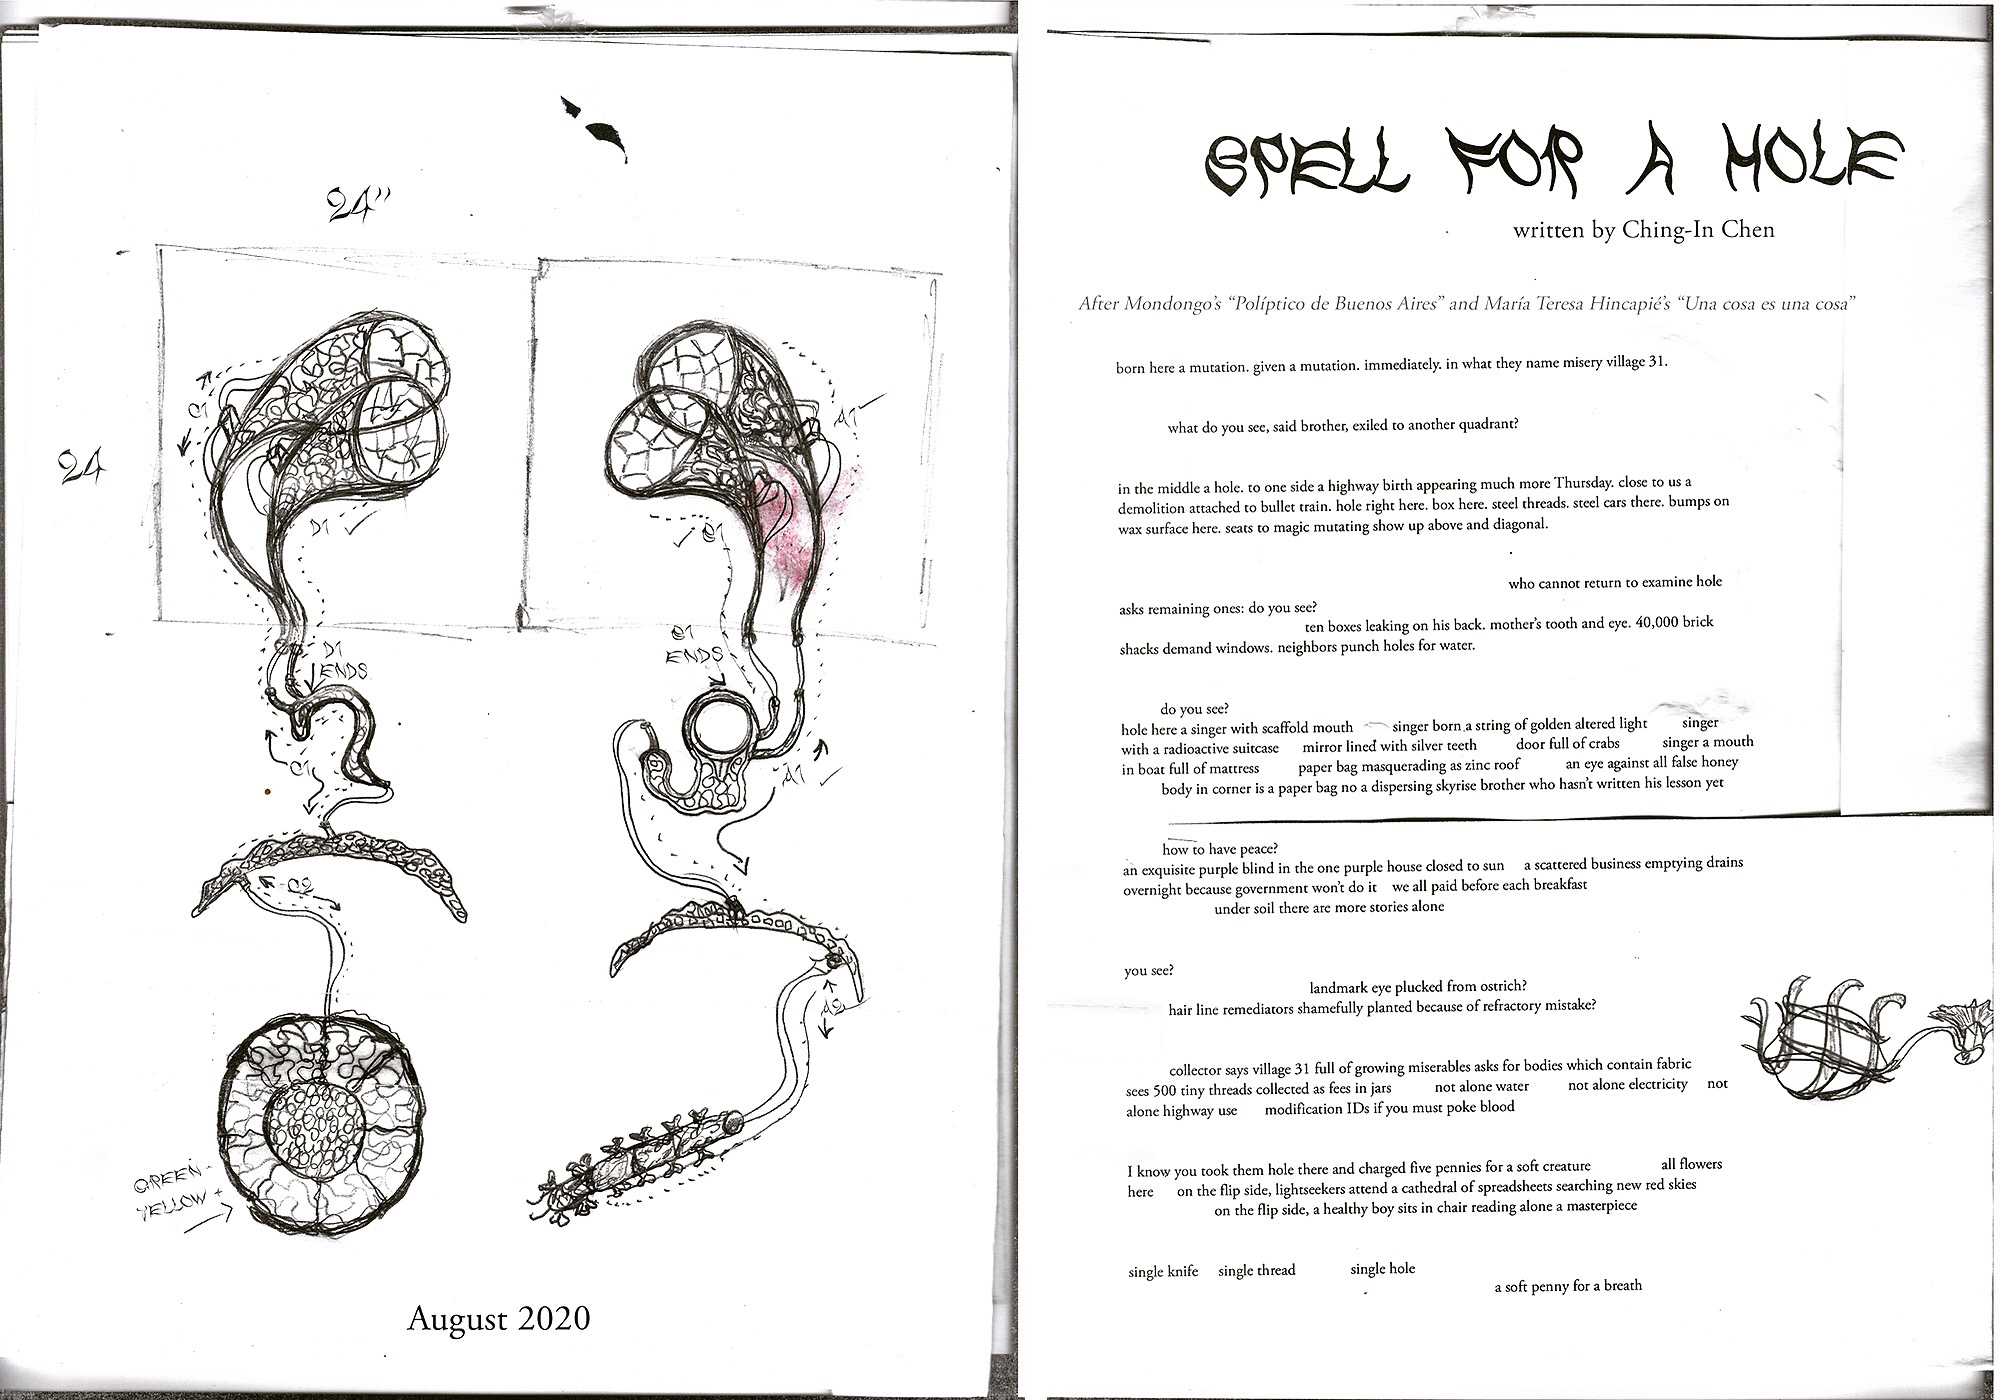 24"
24
C1
D1
A1
B1
D1
ENDS
B1
ENDS
C1
A1
C2
A2
GREEN -
YELLOW +
August 2020
SPELL FOR A HOLE
written by Ching-In Chen
After Mondongo's "Políptico de Buenos Aires" and María Teresa Hincapié's "Una cosa es una cosa"
born here a mutation. given a mutation. immediately. in what they name misery village 31.
what do you see, said brother, exiled to another quadrant?
in the middle a hole. to one side a highway birth appearing much more Thursday. close to us a
demolition attached to bullet train. hole right here. box here. steel threads. steel cars there. bumps on
wax surface here. seats to magic mutating show up above and diagonal.
who cannot return to examine hole
asks remaining ones: do you see?
ten boxes leaking on his back. mother's tooth and eye. 40,000 brick
shacks demand windows. neighbors punch holes for water.
do you see?
hole here a singer with scaffold mouth singer born a string of golden altered light singer
with a radioactive suitcase mirror lined with silver teeth door full of crabs singer a mouth
in boat full of mattress paper bag masquerading as zinc roof an eye against all false honey
body in corner is a paper bag no a dispersing skyrise brother who hasn't written his lesson yet
how to have peace?
an exquisite purple blind in the one purple house closed to sun a scattered business emptying drains
overnight because government won't do it we all paid before each breakfast
under soil there are more stories alone
you see?
landmark eye plucked from ostrich?
hair line remediators shamefully planted because of refractory mistake?
collector says village 31 full of growing miserables asks for bodies which contain fabric
sees 500 tiny threads collected as fees in jars not alone water not alone electricity not
alone highway use modification IDs if you must poke blood
I know you took them hole there and charged five pennies for a soft creature all flowers
here on the flip side, lightseekers attend a cathedral of spreadsheets searching new red skies
on the flip side, a healthy boy sits in chair reading alone a masterpiece
single knife single thread single hole
a soft penny for a breath